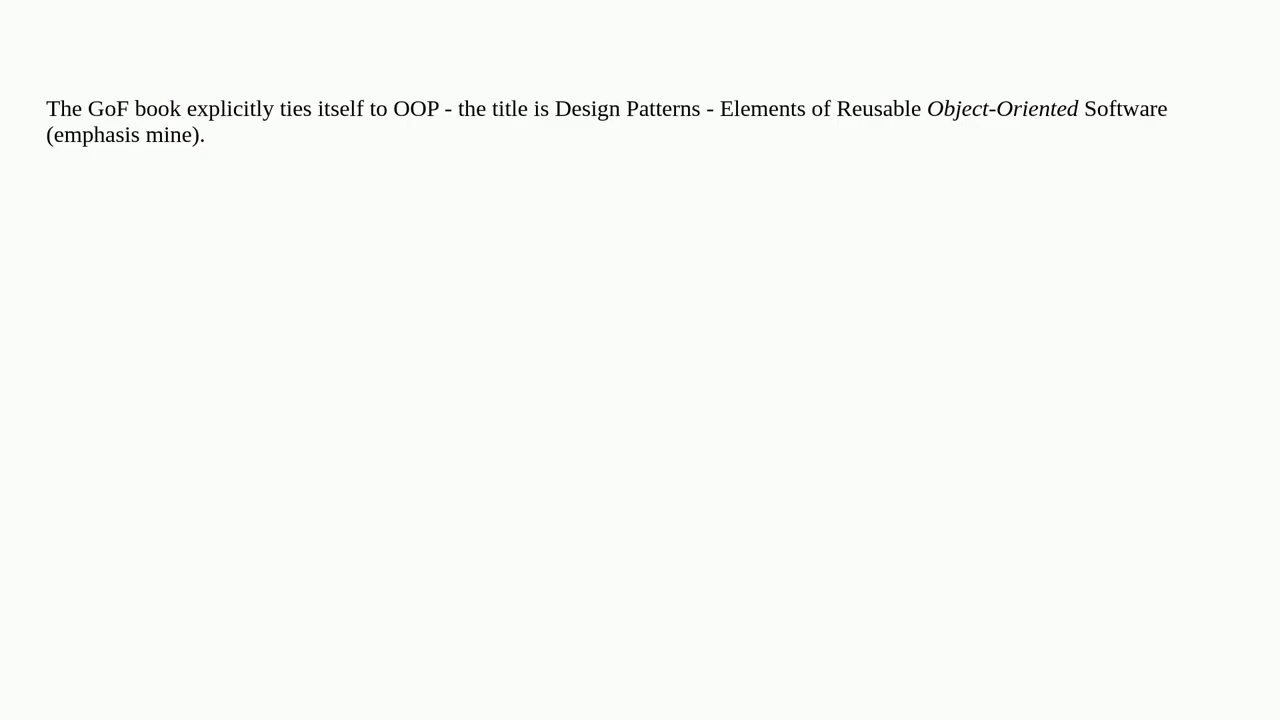 The GoF book explicitly ties itself to OOP - the title is Design Patterns - Elements of Reusable Object-Oriented Software
(emphasis mine).